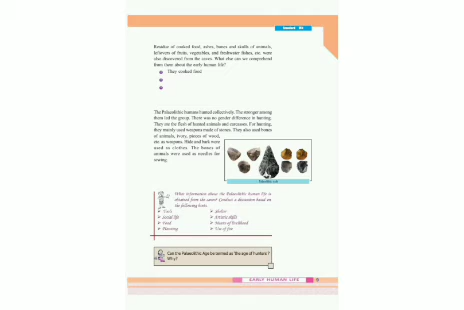 Standard
Residue of cooked food, ashes, bones and skulls of animals,
leftovers of fruits, vegetables, and freshwater fishes, etc. were
also discovered from the caves. What else can we comprehend
from these about the early human life?
They cooked food
The Palaeolithic humans hunted collectively. The stronger among
them led the group. There was no gender difference in hunting.
They ate the flesh of hunted animals and carcasses. For hunting,
they mainly used weapons made of stones. They also used bones
of animals, ivory, pieces of wood,
etc. as weapons. Hide and bark were
used as clothes. The bones of
animals were used as needles for
sewing.
What information about the Palaeolithic human life is
obtained from the caves? Conduct a discussion based on
the following hints.
Tools
Shelter
Social life
Artistic skills
Food
Means of livelihood
Hunting
Use of fire
Can the Palaeolithic Age be termed as 'the age of hunters'?
Why?
EARLY HUMAN LIFE